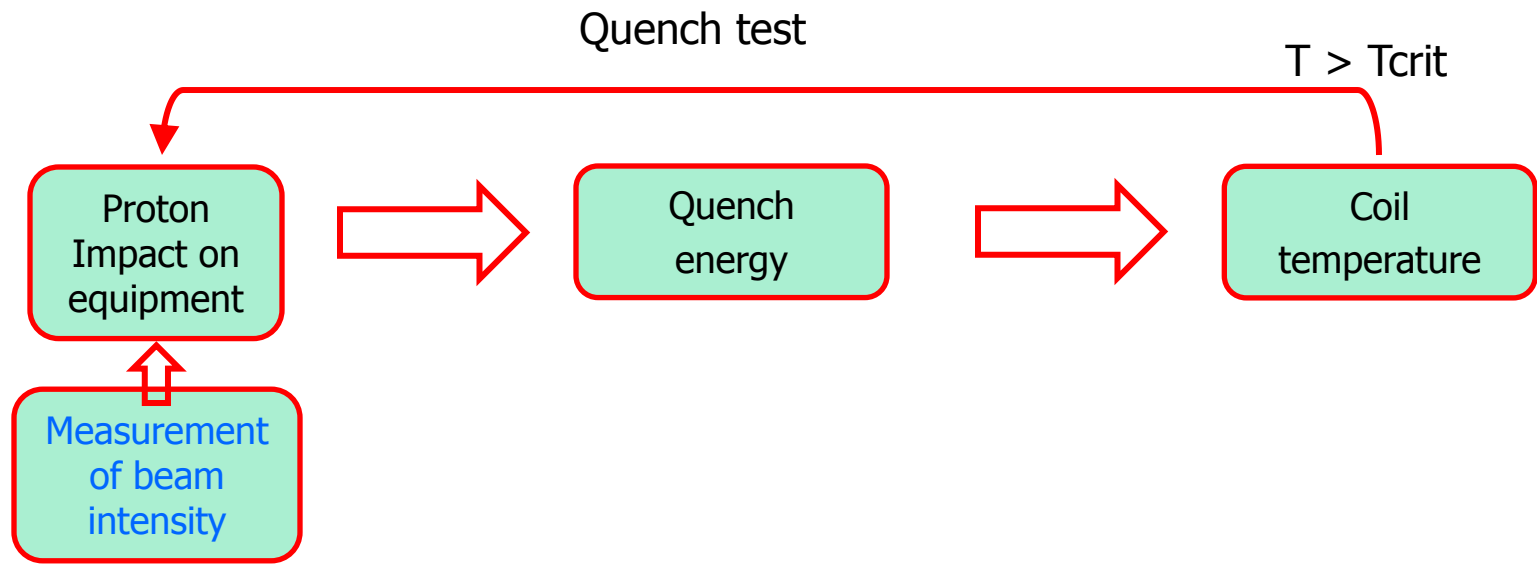 Quench test
T > Tcrit
Proton
Impact on
equipment
Quench
energy
Coil
temperature
Measurement
of beam
intensity